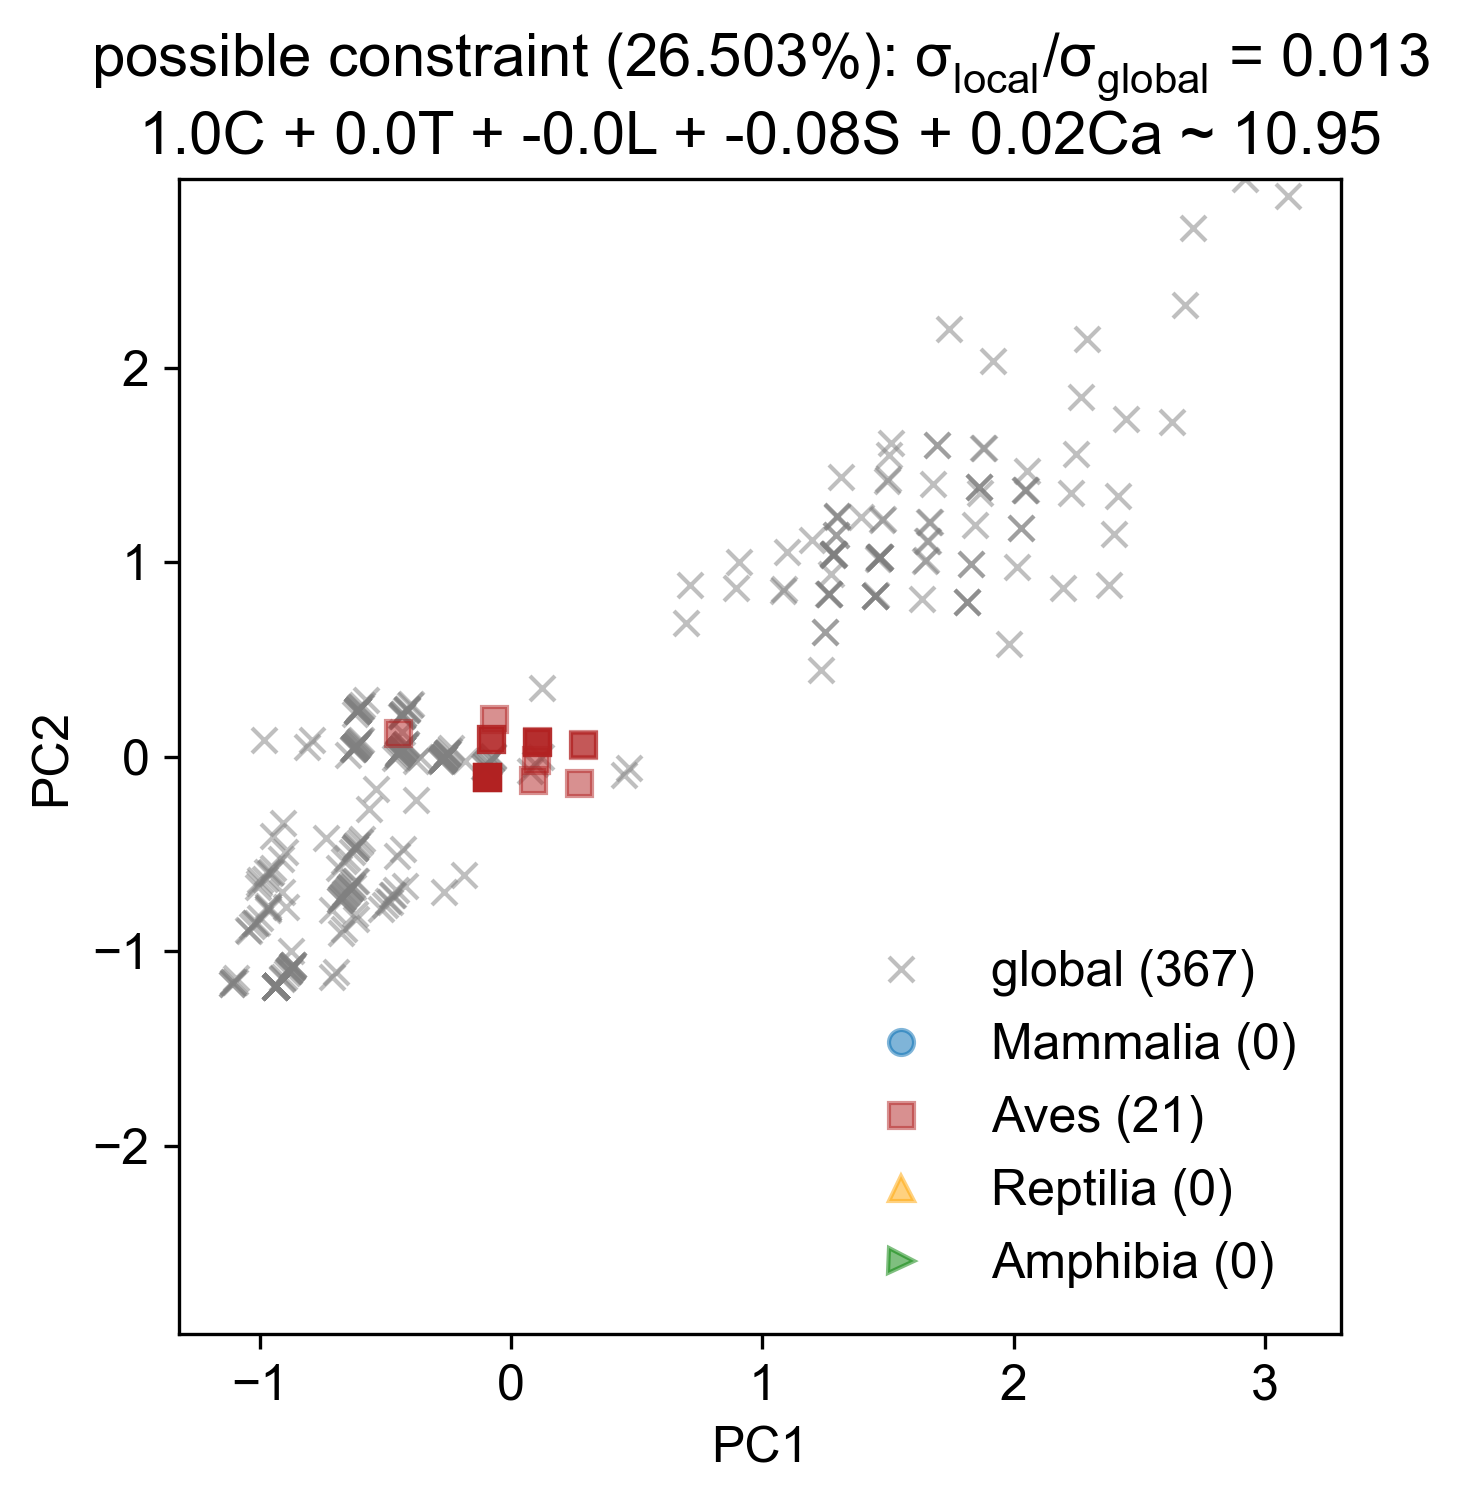 possible constraint (26.503%): σlocal/σglobal = 0.013
1.0C + 0.0T + -0.0L + -0.08S + 0.02Ca ~ 10.95
2
1
0
−1
−2
PC2
global (367)
Mammalia (0)
Aves (21)
Reptilia (0)
Amphibia (0)
−1 0 1 2 3
PC1